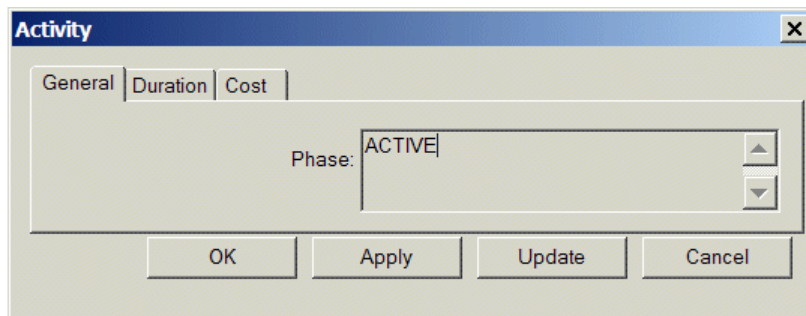 Activity
General Duration Cost
Phase: ACTIVE
OK Apply Update Cancel